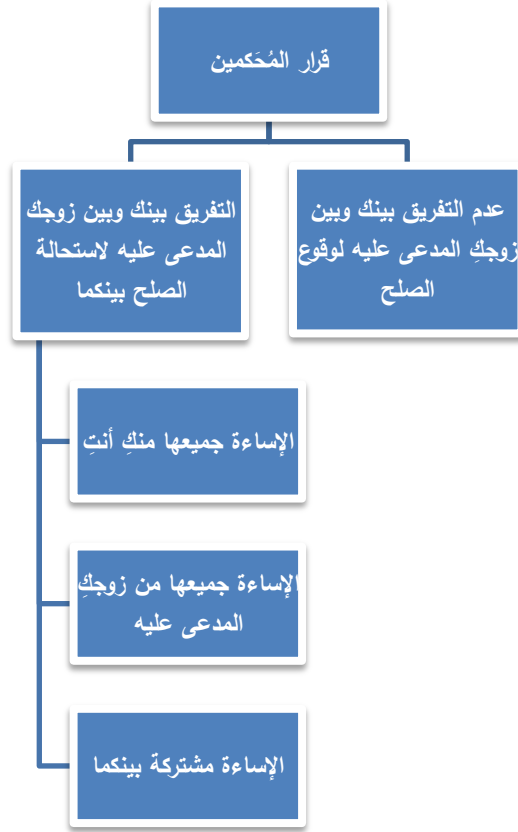 قرار المُحَكمين
عدم التفريق بينك وبين
زوجكِ المدعى عليه لوقوع
الصلح
التفريق بينك وبين زوجك
المدعى عليه لاستحالة
الصلح بينكما
الإساءة جميعها منكِ أنتِ
الإساءة جميعها من زوجكِ
المدعى عليه
الإساءة مشتركة بينكما